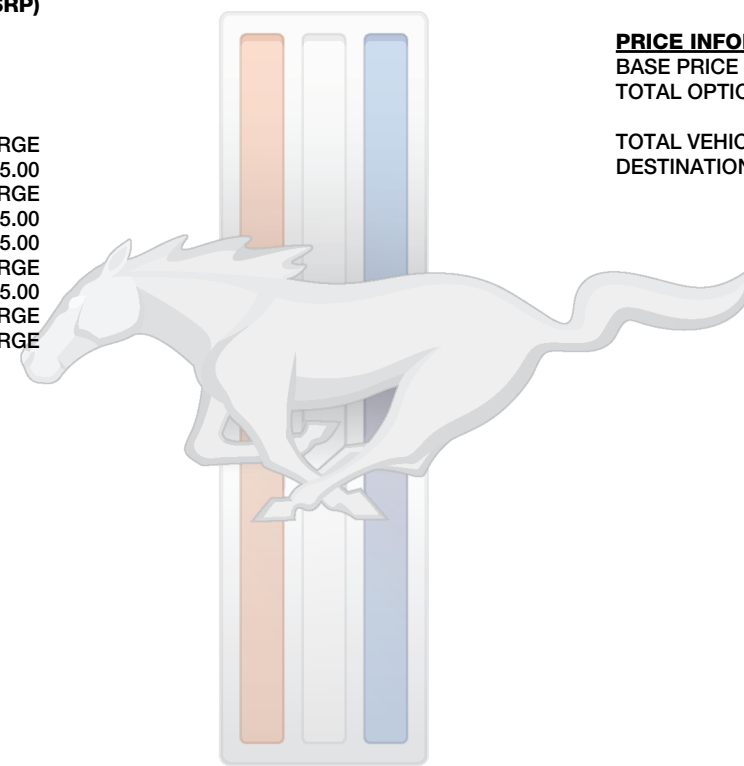 SRP)
RGE
5.00
RGE
5.00
5.00
RGE
5.00
RGE
RGE
PRICE INFO
BASE PRICE
TOTAL OPTIO
TOTAL VEHIC
DESTINATION